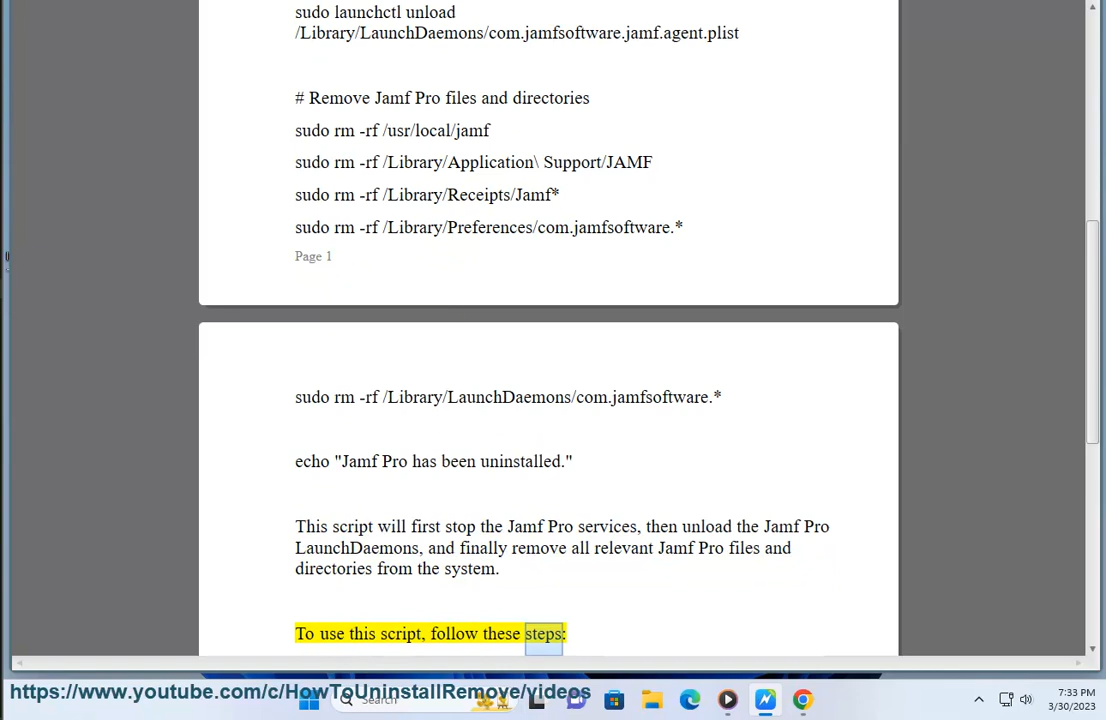 sudo launchctl unload
/Library/LaunchDaemons/com.jamfsoftware.jamf.agent.plist
# Remove Jamf Pro files and directories
sudo rm -rf /usr/local/jamf
sudo rm -rf /Library/Application\ Support/JAMF
sudo rm -rf /Library/Receipts/Jamf*
sudo rm -rf /Library/Preferences/com.jamfsoftware.*
Page 1
sudo rm -rf /Library/LaunchDaemons/com.jamfsoftware.*
echo "Jamf Pro has been uninstalled."
This script will first stop the Jamf Pro services, then unload the Jamf Pro
LaunchDaemons, and finally remove all relevant Jamf Pro files and
directories from the system.
To use this script, follow these steps:
https://www.youtube.com/c/HowToUninstallRemove/videos
Search
7:33 PM
3/30/2023